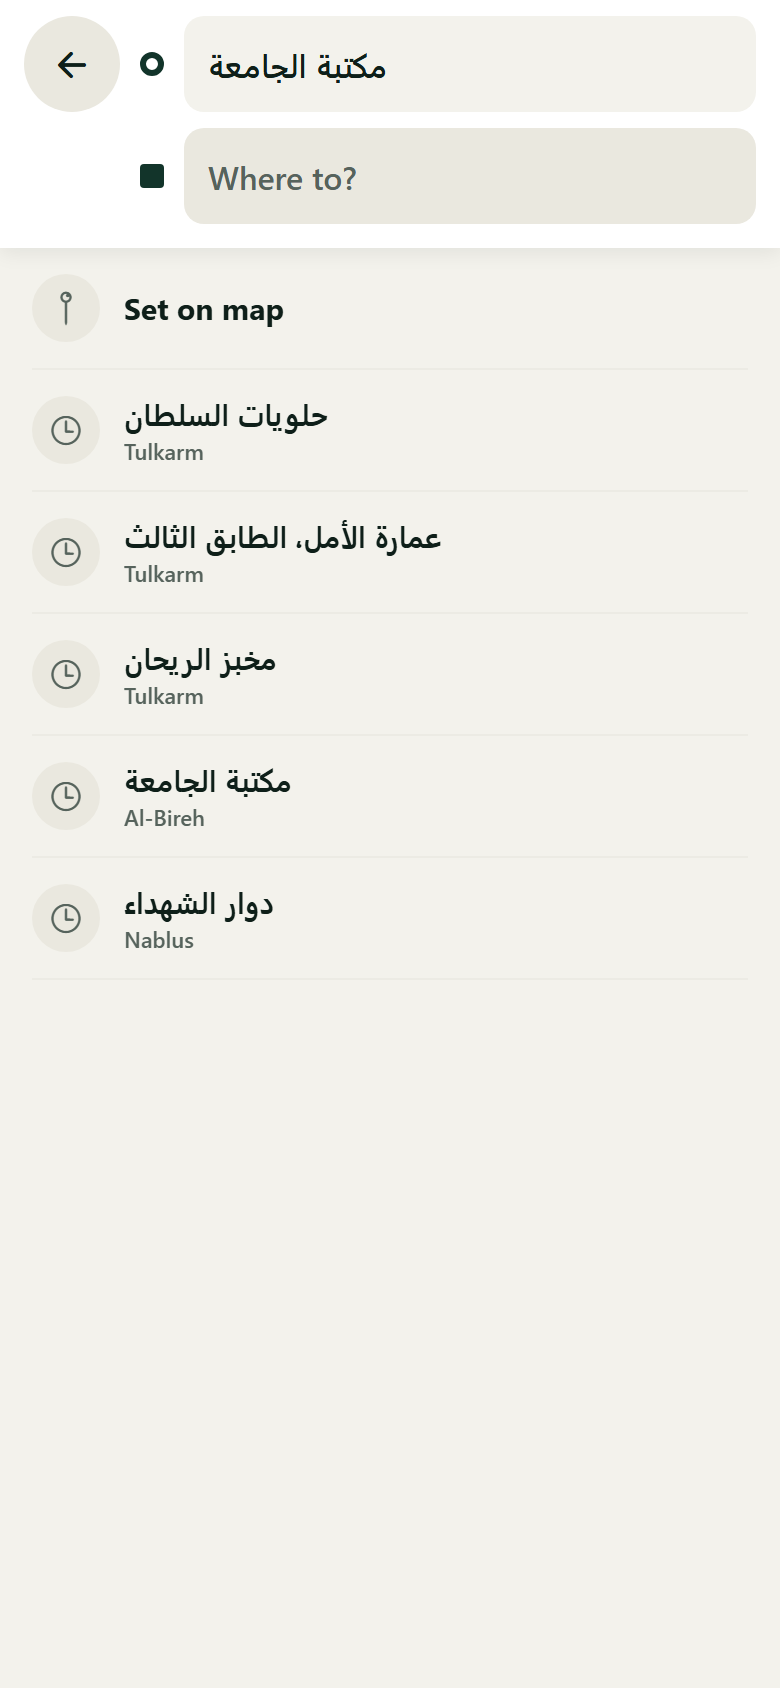 مكتبة الجامعة
Where to?
Set on map
حلويات السلطان
Tulkarm
عمارة الأمل، الطابق الثالث
Tulkarm
مخبز الريحان
Tulkarm
مكتبة الجامعة
Al-Bireh
دوار الشهداء
Nablus